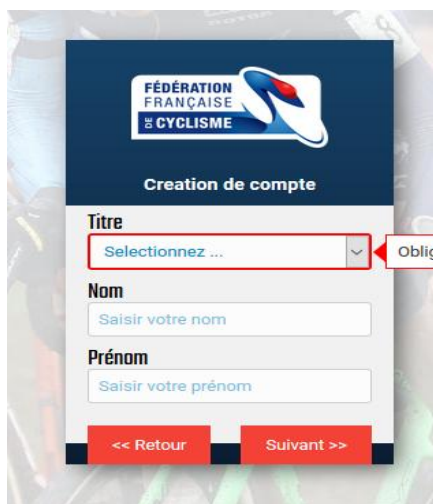 FÉDÉRATION
FRANÇAISE
DE CYCLISME
Creation de compte
Titre
Selectionnez ...
Nom
Saisir votre nom
Prénom
Saisir votre prénom
<< Retour
Suivant >>